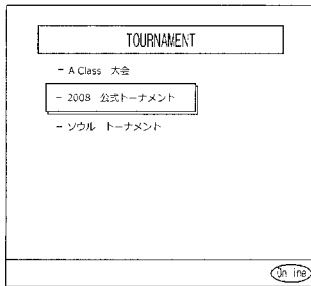 TOURNAMENT
- A Class 大会
- 2008 公式トーナメント
- ソウル トーナメント
On ine